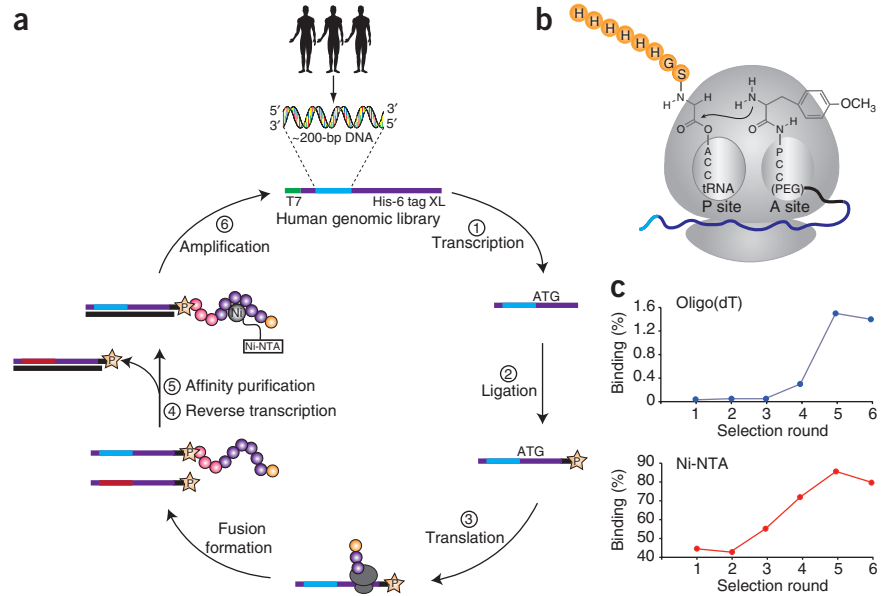 a
5′
3′
3′
5′
~200-bp DNA
T7
His-6 tag XL
Human genomic library
1
Transcription
ATG
2
Ligation
ATG
P
3
Translation
P
Fusion
formation
P
P
4 Reverse transcription
5 Affinity purification
P
P
Ni
Ni-NTA
6
Amplification
b
H
H
H
H
H
H
G
S
N
H
H
O
O
A
C
C
tRNA
P site
H
N
H
O
N
H
OCH3
P
C
C
(PEG)
A site
c
Oligo(dT)
Binding (%)
1.6
1.2
0.8
0.4
0
1 2 3 4 5 6
Selection round
Ni-NTA
Binding (%)
90
80
70
60
50
40
1 2 3 4 5 6
Selection round